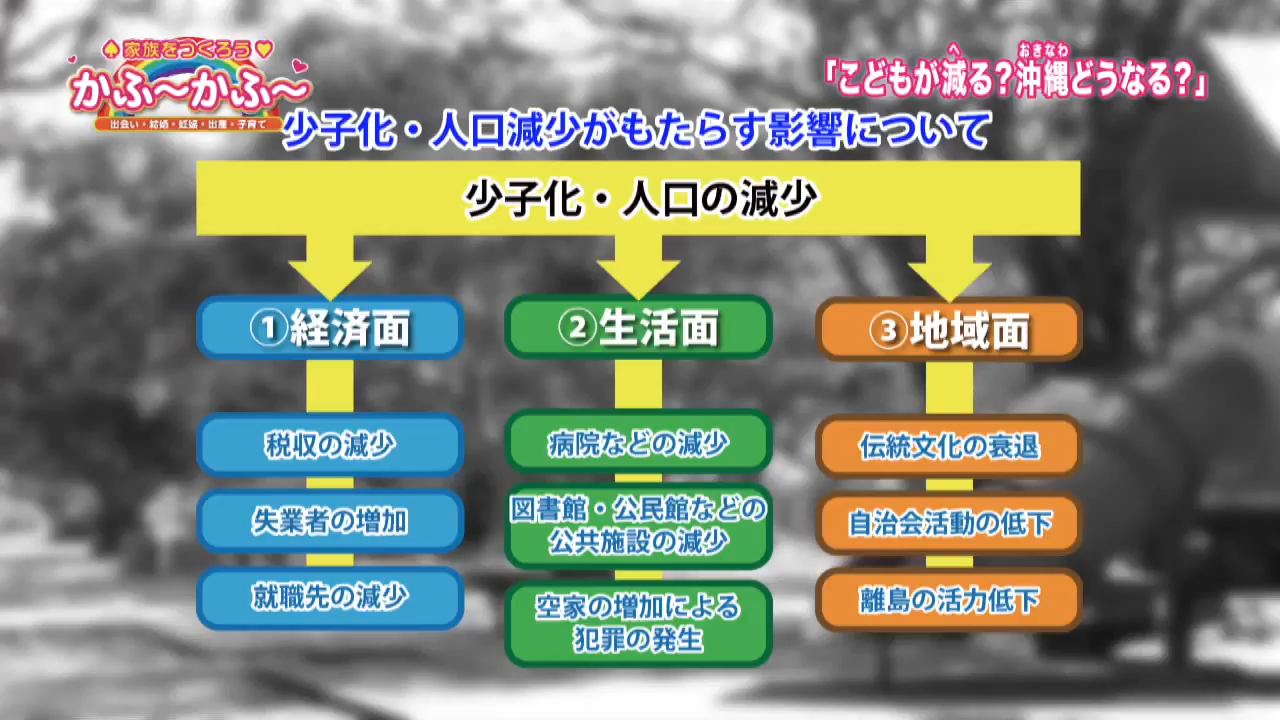 家族をつくろう
かふ～かふ～
出会い・結婚・妊娠・出産・子育て
「こどもが減る？沖縄どうなる？」
へ
おきなわ
少子化・人口減少がもたらす影響について
少子化・人口の減少
①経済面
税収の減少
失業者の増加
就職先の減少
②生活面
病院などの減少
図書館・公民館などの
公共施設の減少
空家の増加による
犯罪の発生
③地域面
伝統文化の衰退
自治会活動の低下
離島の活力低下